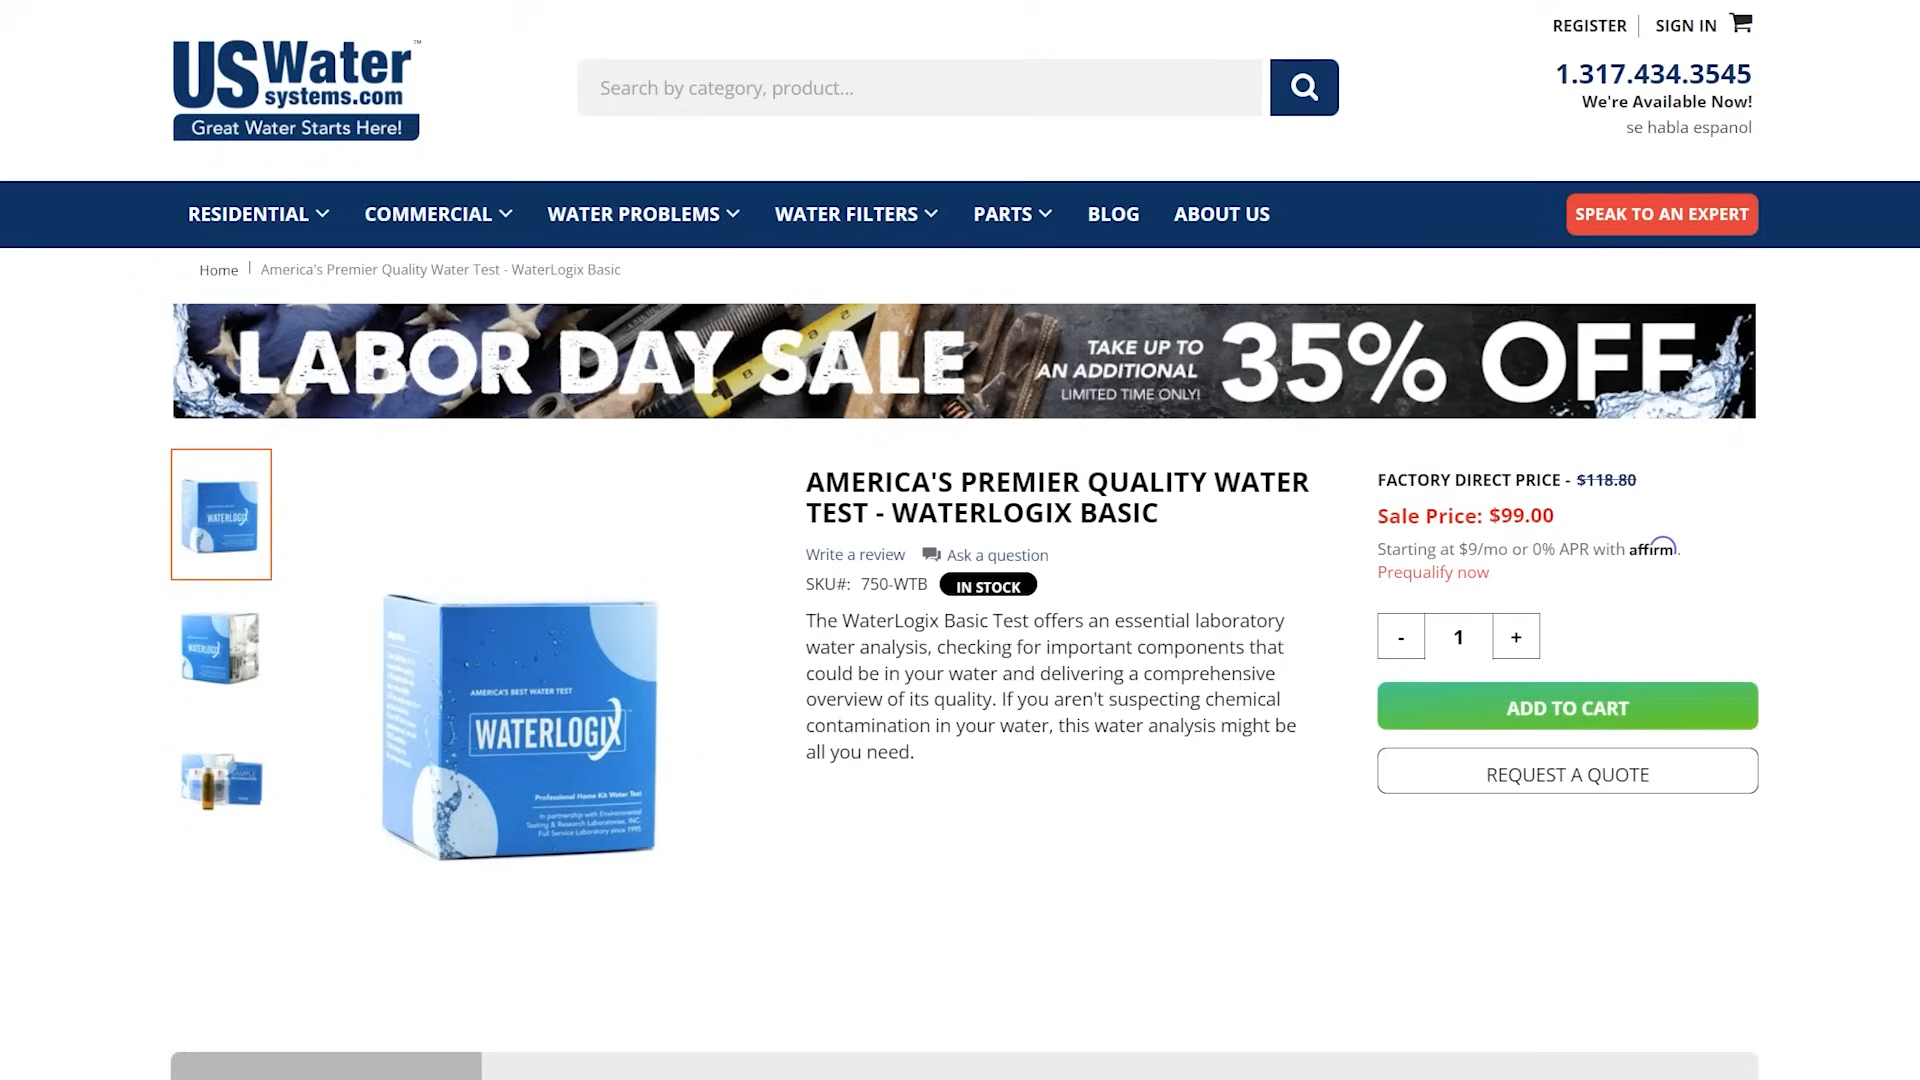 REGISTER
SIGN IN
USWater™
systems.com
Great Water Starts Here!
Search by category, product...
1.317.434.3545
We're Available Now!
se habla espanol
RESIDENTIAL
COMMERCIAL
WATER PROBLEMS
WATER FILTERS
PARTS
BLOG
ABOUT US
SPEAK TO AN EXPERT
Home
America's Premier Quality Water Test - WaterLogix Basic
LABOR DAY SALE
TAKE UP TO
AN ADDITIONAL
LIMITED TIME ONLY!
35% OFF
AMERICA'S PREMIER QUALITY WATER
TEST - WATERLOGIX BASIC
Write a review
Ask a question
SKU#: 750-WTB
IN STOCK
The WaterLogix Basic Test offers an essential laboratory
water analysis, checking for important components that
could be in your water and delivering a comprehensive
overview of its quality. If you aren't suspecting chemical
contamination in your water, this water analysis might be
all you need.
FACTORY DIRECT PRICE - $118.80
Sale Price: $99.00
Starting at $9/mo or 0% APR with affirm.
Prequalify now
-
1
+
ADD TO CART
REQUEST A QUOTE
WATERLOGIX
WATERLOGIX
AMERICA'S BEST WATER TEST
WATERLOGIX
Professional Home Kit Water Test
In partnership with Environmental
Testing & Research Laboratories, INC.
Full Service Laboratory since 1995